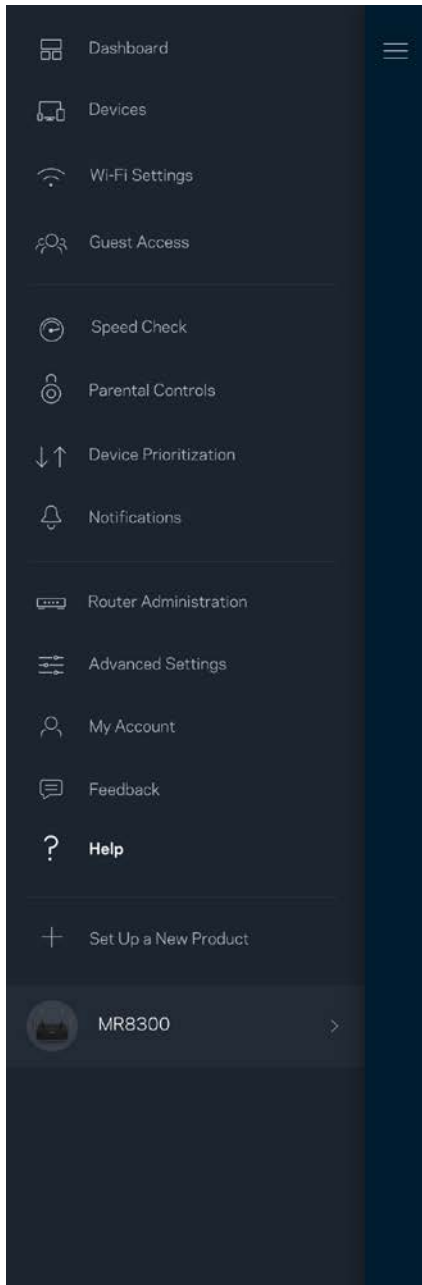 Dashboard
Devices
Wi-Fi Settings
Guest Access
Speed Check
Parental Controls
Device Prioritization
Notifications
Router Administration
Advanced Settings
My Account
Feedback
Help
Set Up a New Product
MR8300